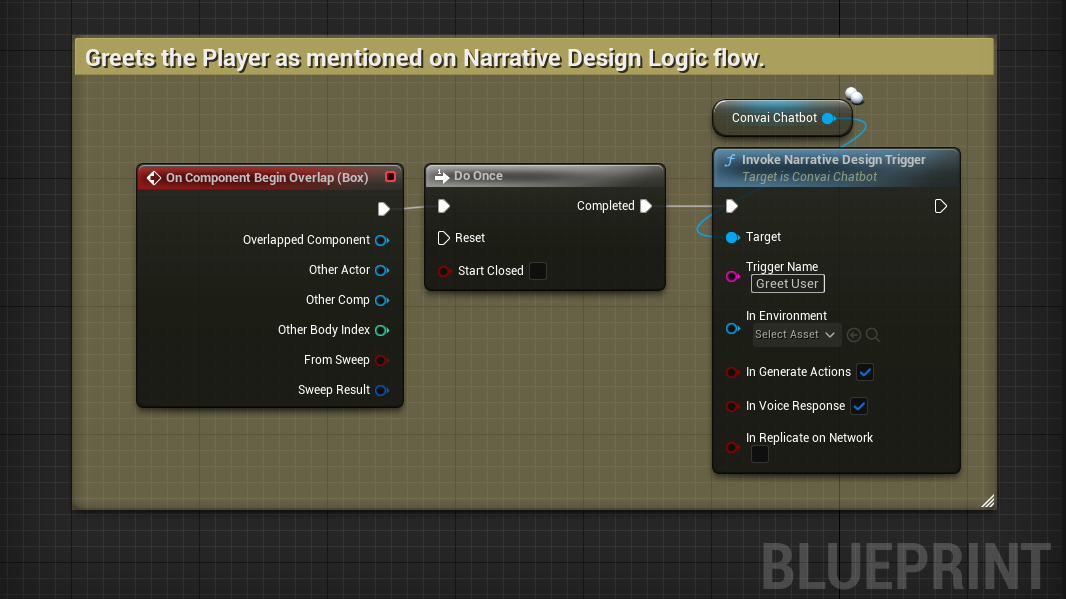 Greets the Player as mentioned on Narrative Design Logic flow.
Convai Chatbot
On Component Begin Overlap (Box)
Overlapped Component
Other Actor
Other Comp
Other Body Index
From Sweep
Sweep Result
Do Once
Completed
Reset
Start Closed
f Invoke Narrative Design Trigger
Target is Convai Chatbot
Target
Trigger Name
Greet User
In Environment
Select Asset
In Generate Actions
In Voice Response
In Replicate on Network
BLUEPRINT